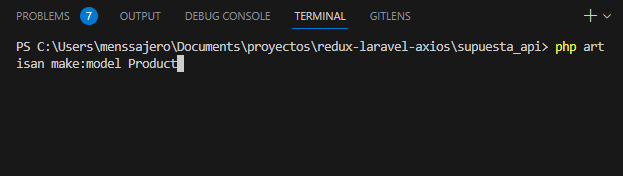 PROBLEMS 7 OUTPUT DEBUG CONSOLE TERMINAL GITLENS
PS C:\Users\menssajero\Documents\proyectos\redux-laravel-axios\supuesta_api> php art
isan make:model Product